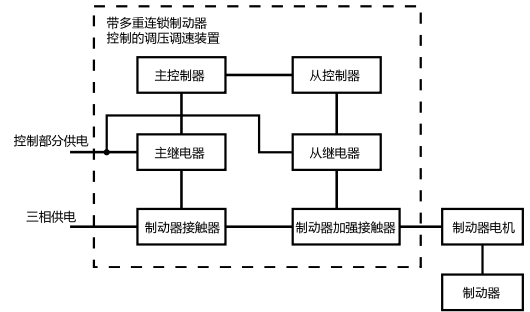 带多重连锁制动器
控制的调压调速装置
主控制器
从控制器
控制部分供电
主继电器
从继电器
三相供电
制动器接触器
制动器加强接触器
制动器电机
制动器